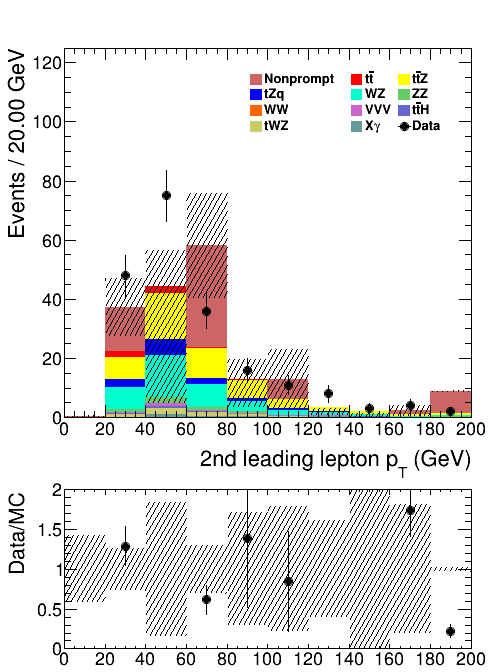 Events / 20.00 GeV
120
100
80
60
40
20
0
Nonprompt tt̄ tt̄Z
tZq WZ ZZ
WW VVV tt̄H
tWZ Xγ Data
0 20 40 60 80 100 120 140 160 180 200
2nd leading lepton p_T (GeV)
Data/MC
2
1.5
1
0.5
0
0 20 40 60 80 100 120 140 160 180 200